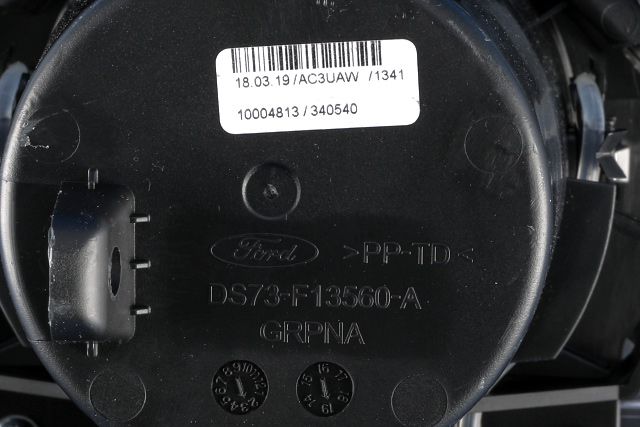 18.03.19/AC3UAW /1341
10004813/340540
Ford >PP-TD<
DS73-F13560-A
GRPNA